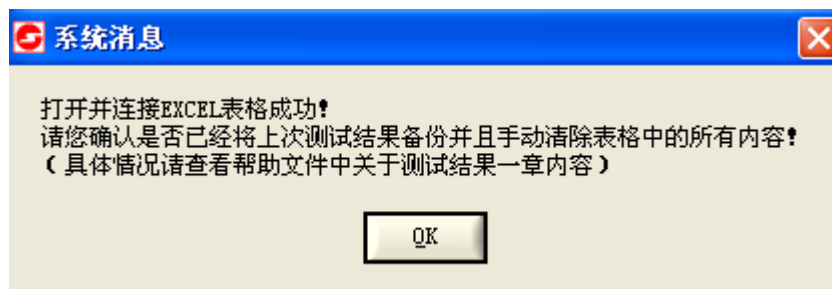 系统消息
打开并连接EXCEL表格成功!
请您确认是否已经将上次测试结果备份并且手动清除表格中的所有内容!
(具体情况请查看帮助文件中关于测试结果一章内容)
OK